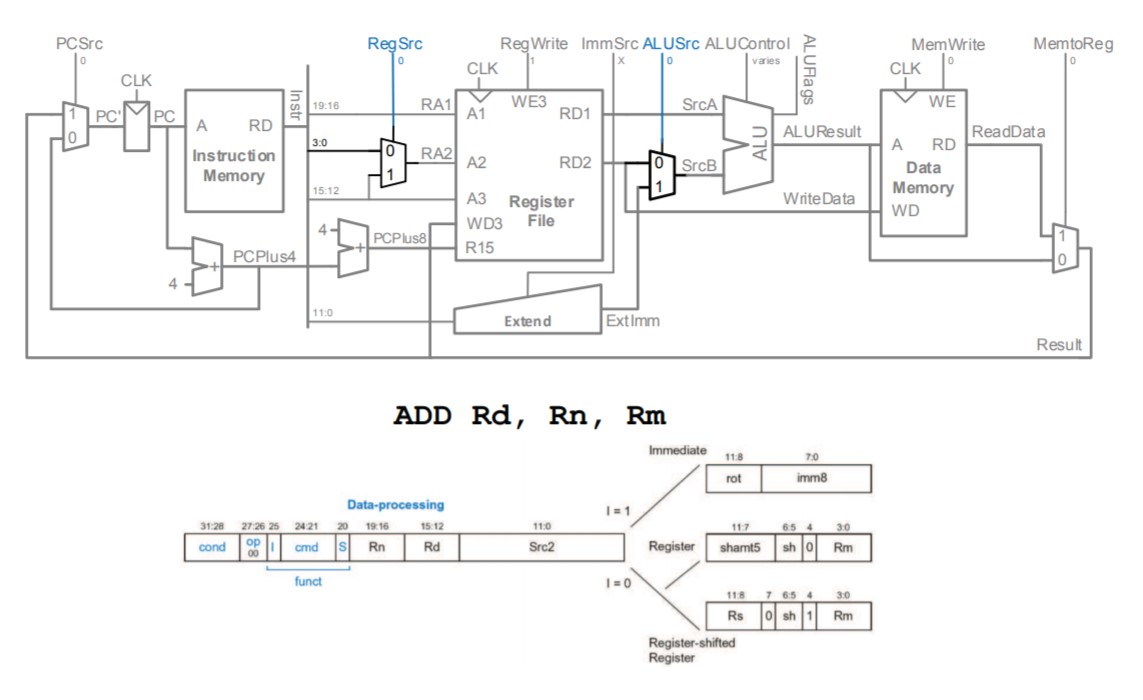 PCSrc RegSrc RegWrite ImmSrc ALUSrc ALUControl ALUFlags MemWrite MemtoReg
0 0 1 X 0 varies 0 0
CLK CLK CLK
1 PC' PC A RD Instr 19:16 RA1 A1 WE3 RD1 SrcA ALU WE
0 Instruction Memory 3:0 0 RA2 A2 RD2 0 SrcB ALUResult A RD ReadData
1 1 Data Memory
15:12 A3 Register File WriteData WD
4 + PCPlus8 WD3 1
PCPlus4 R15 0
+
4
11:0 Extend ExtImm
Result
ADD Rd, Rn, Rm
Immediate 11:8 7:0
rot imm8
Data-processing
I = 1
31:28 27:26 25 24:21 20 19:16 15:12 11:0 11:7 6:5 4 3:0
cond op 00 I cmd S Rn Rd Src2 Register shamt5 sh 0 Rm
funct I = 0
11:8 7 6:5 4 3:0
Rs 0 sh 1 Rm
Register-shifted
Register